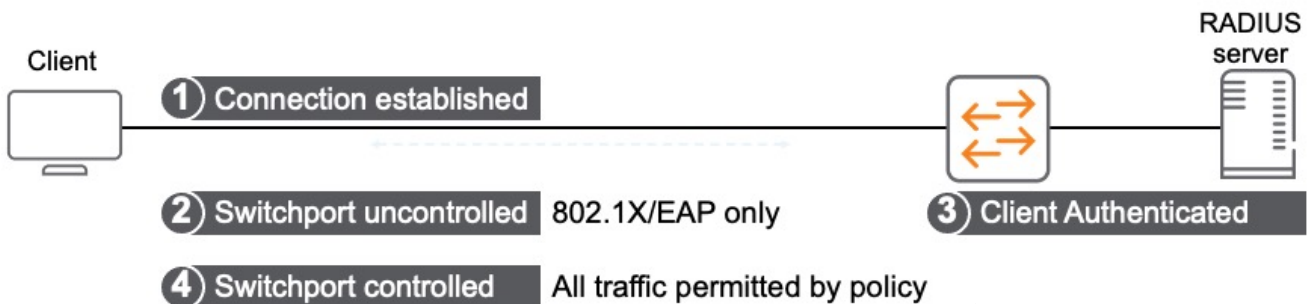 RADIUS
server
Client
1 Connection established
2 Switchport uncontrolled 802.1X/EAP only
3 Client Authenticated
4 Switchport controlled All traffic permitted by policy